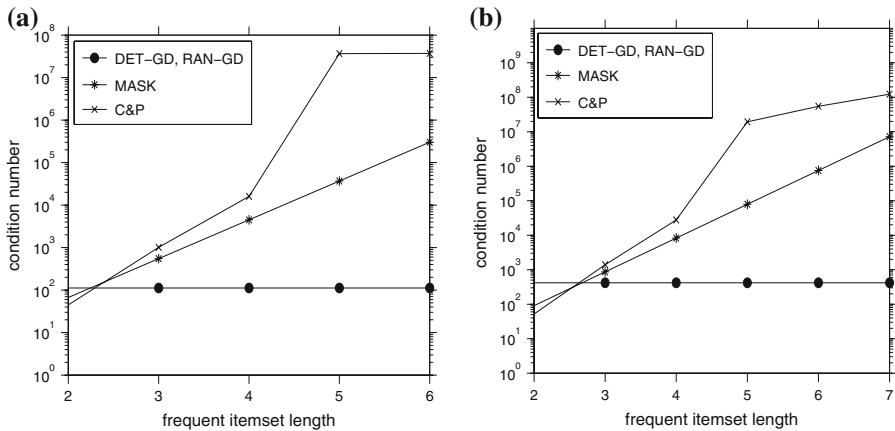 (a)
10^8
10^7
10^6
10^5
10^4
10^3
10^2
10^1
10^0
condition number
DET-GD, RAN-GD
MASK
C&P
2 3 4 5 6
frequent itemset length
(b)
10^9
10^8
10^7
10^6
10^5
10^4
10^3
10^2
10^1
10^0
condition number
DET-GD, RAN-GD
MASK
C&P
2 3 4 5 6 7
frequent itemset length